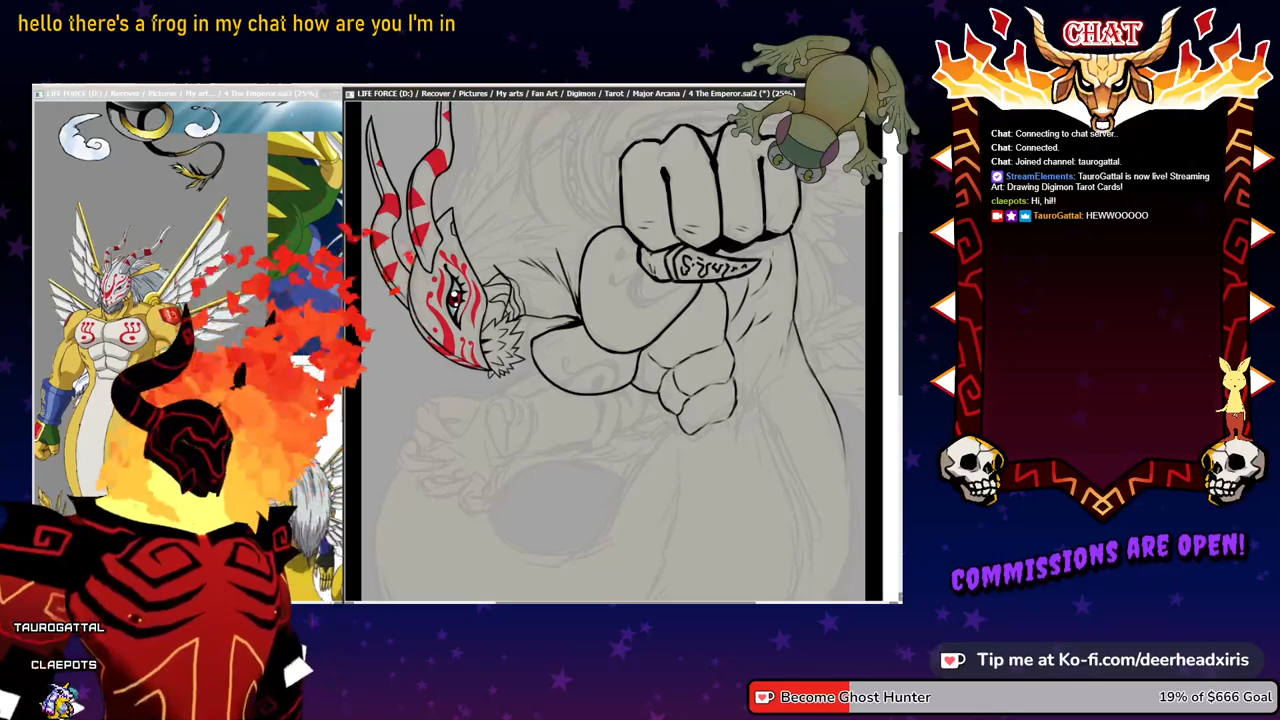 hello there's a frog in my chat how are you I'm in
LIFE FORCE (D:) / Recover / Pictures / My art... / 4 The Emperor.sai2 (25%)
LIFE FORCE (D:) / Recover / Pictures / My arts / Fan Art / Digimon / Tarot / Major Arcana / 4 The Emperor.sai2 (*) (25%)
CHAT
Chat: Connecting to chat server..
Chat: Connected.
Chat: Joined channel: taurogattal.
StreamElements: TauroGattal is now live! Streaming
Art: Drawing Digimon Tarot Cards!
claepots: Hi, hi!!
TauroGattal: HEWWOOOOO
COMMISSIONS ARE OPEN!
TAUROGATTAL
CLAEPOTS
Tip me at Ko-fi.com/deerheadxiris
Become Ghost Hunter
19% of $666 Goal